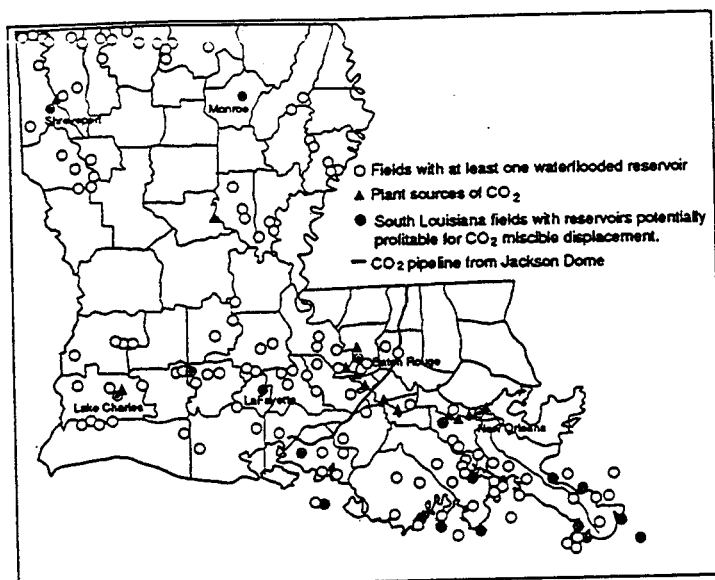 Shreveport
Monroe
Fields with at least one waterflooded reservoir
Plant sources of CO₂
South Louisiana fields with reservoirs potentially
profitable for CO₂ miscible displacement.
CO₂ pipeline from Jackson Dome
Baton Rouge
Lake Charles
Lafayette
New Orleans